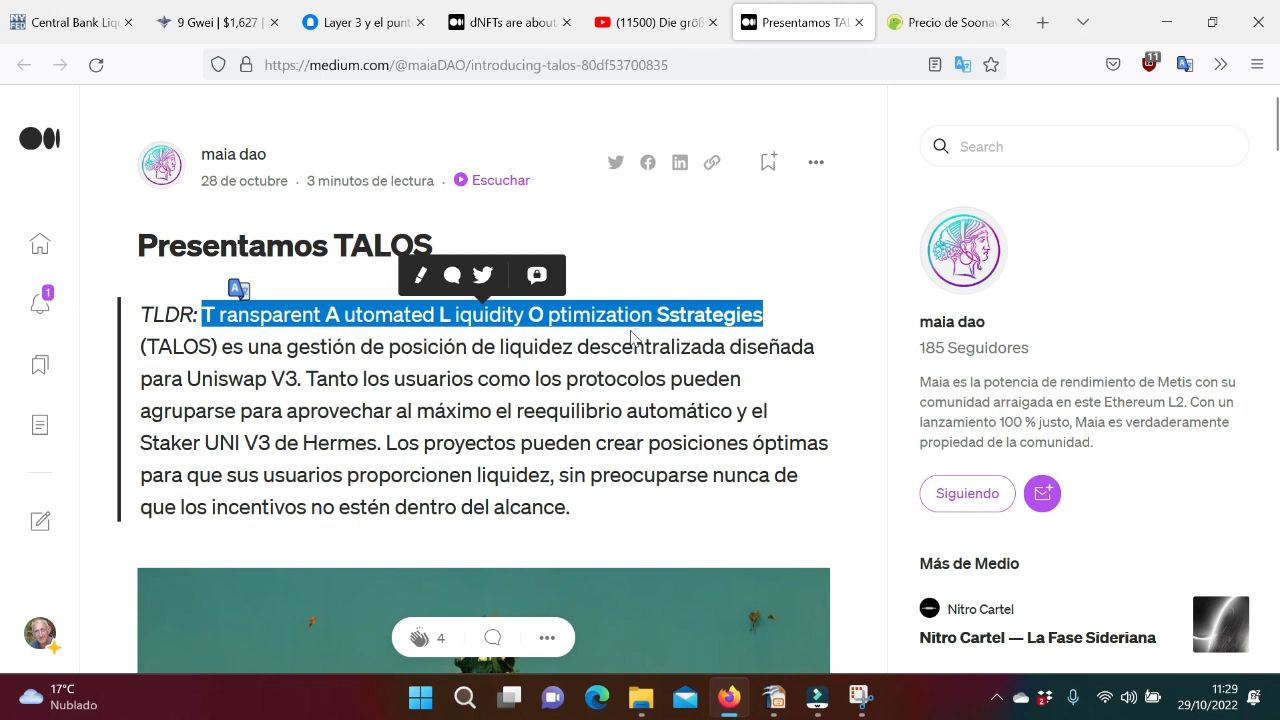 Central Bank Liq
9 Gwei | $1,627 |
Layer 3 y el punt
dNFTs are about
(11500) Die größ
Presentamos TAL
Precio de Soona
https://medium.com/@maiaDAO/introducing-talos-80df53700835
11
maia dao
28 de octubre · 3 minutos de lectura · Escuchar
Search
Presentamos TALOS
TLDR: T ransparent A utomated L iquidity O ptimization Sstrategies
(TALOS) es una gestión de posición de liquidez descentralizada diseñada
para Uniswap V3. Tanto los usuarios como los protocolos pueden
agruparse para aprovechar al máximo el reequilibrio automático y el
Staker UNI V3 de Hermes. Los proyectos pueden crear posiciones óptimas
para que sus usuarios proporcionen liquidez, sin preocuparse nunca de
que los incentivos no estén dentro del alcance.
1
4
maia dao
185 Seguidores
Maia es la potencia de rendimiento de Metis con su
comunidad arraigada en este Ethereum L2. Con un
lanzamiento 100 % justo, Maia es verdaderamente
propiedad de la comunidad.
Siguiendo
Más de Medio
Nitro Cartel
Nitro Cartel — La Fase Sideriana
17°C
Nublado
2
11:29
29/10/2022